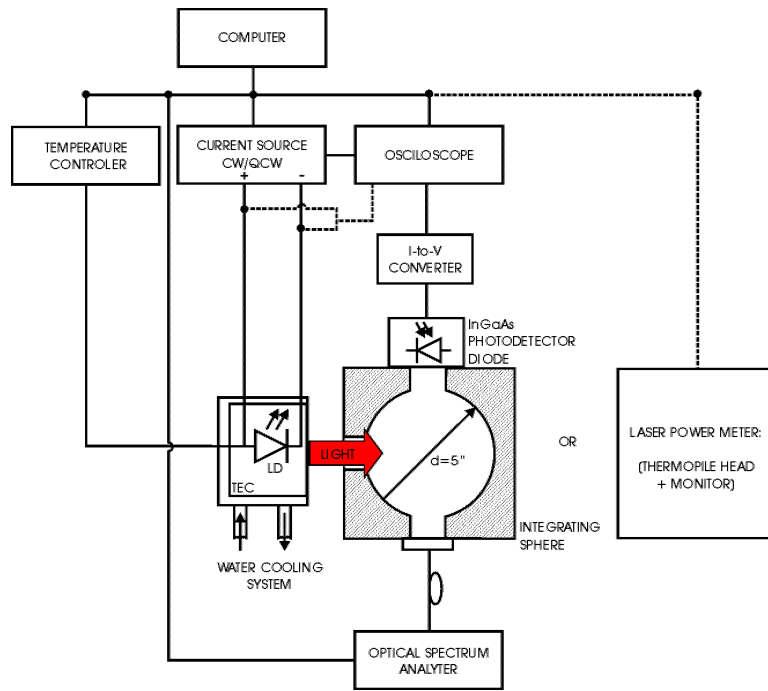 COMPUTER
TEMPERATURE
CONTROLER
CURRENT SOURCE
CW/QCW
+ -
OSCILOSCOPE
I-to-V
CONVERTER
InGaAs
PHOTODETECTOR
DIODE
LD
TEC
LIGHT
d=5"
OR
LASER POWER METER:
(THERMOPILE HEAD
+ MONITOR)
INTEGRATING
SPHERE
WATER COOLING
SYSTEM
OPTICAL SPECTRUM
ANALYTER